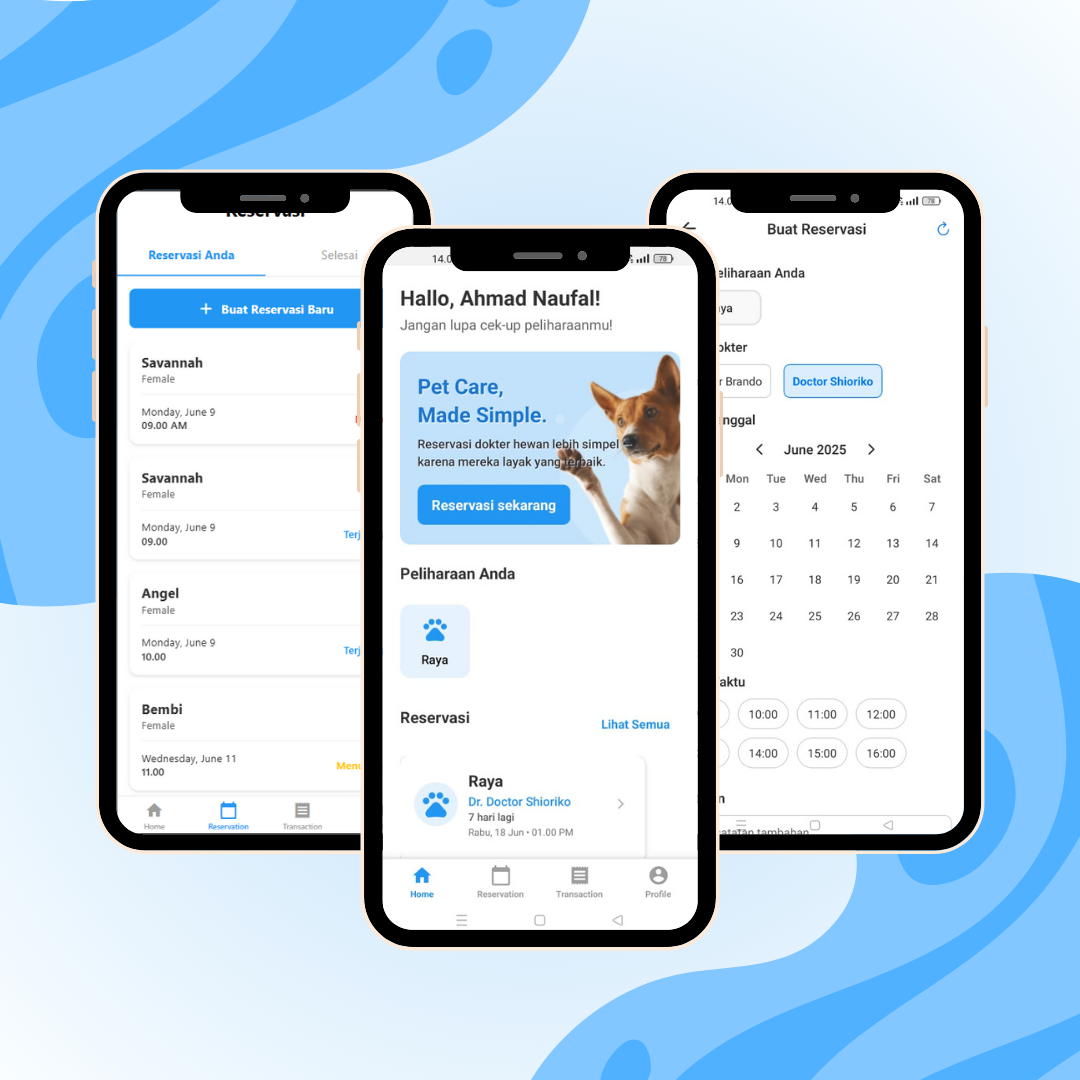 Reservasi
Reservasi Anda
Selesai
+ Buat Reservasi Baru
Savannah
Female
Monday, June 9
09.00 AM
Savannah
Female
Monday, June 9
09.00
Terj
Angel
Female
Monday, June 9
10.00
Terj
Bembi
Female
Wednesday, June 11
11.00
Menu
Home
Reservation
Transaction
14.0
78
Hallo, Ahmad Naufal!
Jangan lupa cek-up peliharaanmu!
Pet Care,
Made Simple.
Reservasi dokter hewan lebih simpel
karena mereka layak yang terbaik.
Reservasi sekarang
Peliharaan Anda
Raya
Reservasi
Lihat Semua
Raya
Dr. Doctor Shioriko
7 hari lagi
Rabu, 18 Jun • 01.00 PM
Home
Reservation
Transaction
Profile
14.0
78
Buat Reservasi
eliharaan Anda
aya
okter
r Brando
Doctor Shioriko
nggal
June 2025
Mon Tue Wed Thu Fri Sat
2 3 4 5 6 7
9 10 11 12 13 14
16 17 18 19 20 21
23 24 25 26 27 28
30
aktu
10:00 11:00 12:00
14:00 15:00 16:00
n
catatan tambahan